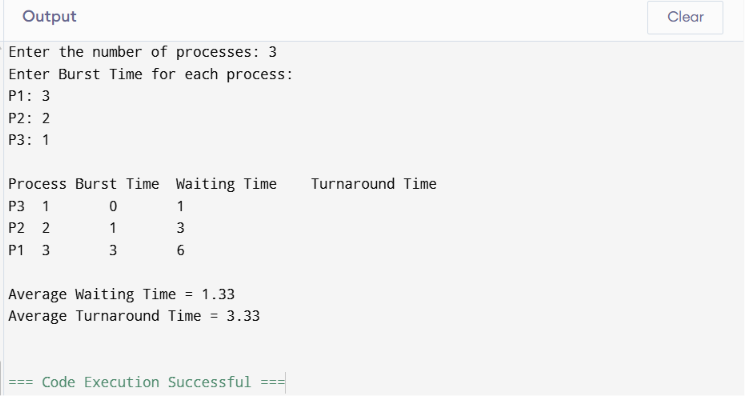 Output
Clear
Enter the number of processes: 3
Enter Burst Time for each process:
P1: 3
P2: 2
P3: 1
Process Burst Time  Waiting Time    Turnaround Time
P3  1       0       1
P2  2       1       3
P1  3       3       6
Average Waiting Time = 1.33
Average Turnaround Time = 3.33
=== Code Execution Successful ===